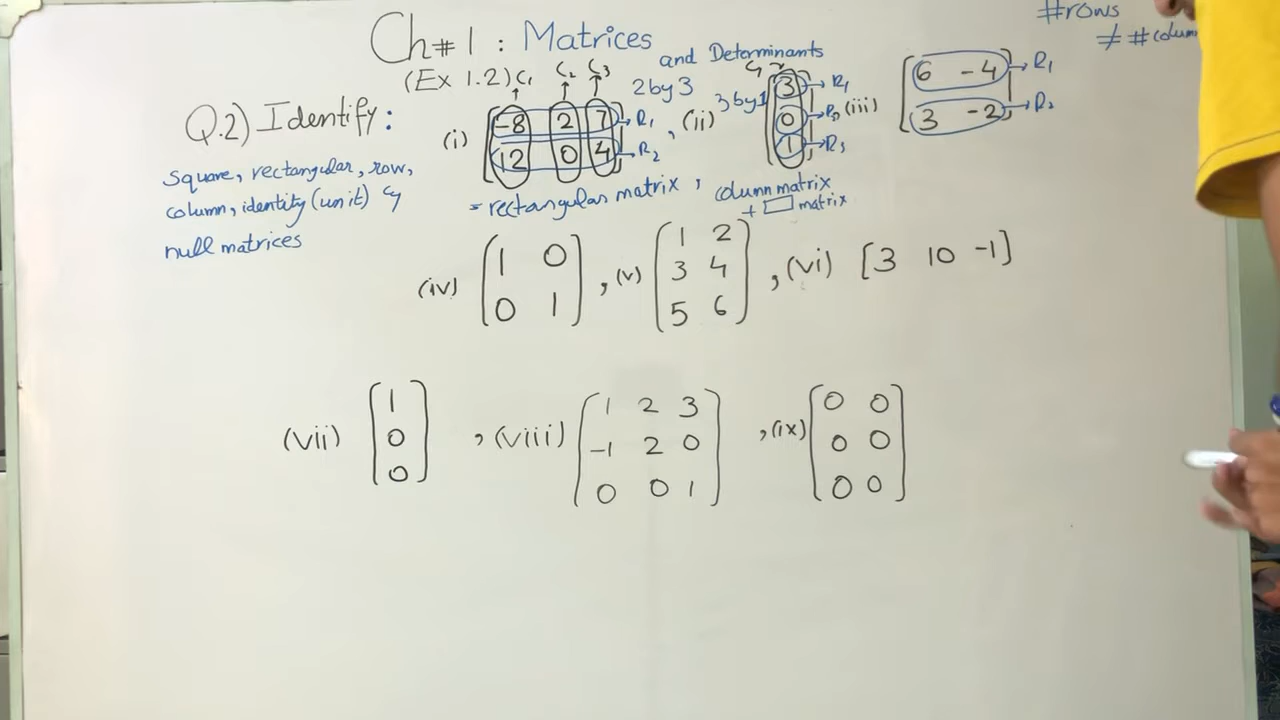 Ch# 1 : Matrices
and Determinants
#rows
≠ #colum
(Ex 1.2)
Q.2) Identify:
square, rectangular, row,
column, identity (unit)
null matrices
C₁ C₂ C₃
2 by 3
(i) [-8 2 7] → R₁
[12 0 4] → R₂
= rectangular matrix,
, (ii) 3 by 1
[3] → R₁
[0]
[1] → R₃
column matrix
+ ▭ matrix
(iii) [6 -4] → R₁
[3 -2]
(iv) [1 0]
[0 1]
, (v) [1 2]
[3 4]
[5 6]
, (vi) [3 10 -1]
(vii) [1]
[0]
[0]
, (viii) [1 2 3]
[-1 2 0]
[0 0 1]
, (ix) [0 0]
[0 0]
[0 0]